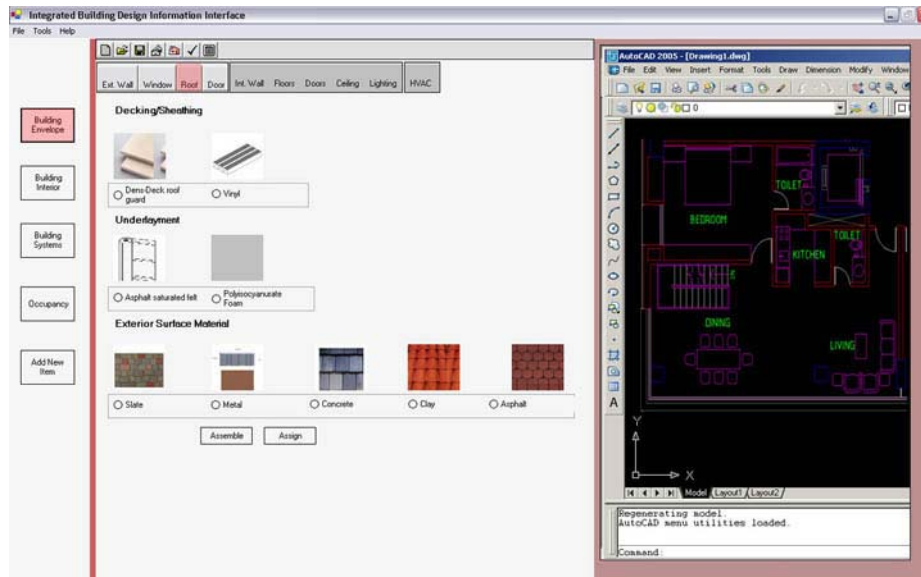 Integrated Building Design Information Interface
File Tools Help
Ext. Wall Window Roof Door Int. Wall Floors Doors Ceiling Lighting HVAC
Building
Envelope
Building
Interior
Building
Systems
Occupancy
Add New
Item
Decking/Sheathing
Dens-Deck roof
guard
Vinyl
Underlayment
Asphalt saturated felt
Polyisocyanurate
Foam
Exterior Surface Material
Slate
Metal
Concrete
Clay
Asphalt
Assemble Assign
AutoCAD 2005 - [Drawing1.dwg]
File Edit View Insert Format Tools Draw Dimension Modify Window
0
TOILET
BEDROOM
TOILET
KITCHEN
DINING
LIVING
A
Y
X
Model Layout1 Layout2
Regenerating model.
AutoCAD menu utilities loaded.
Command: